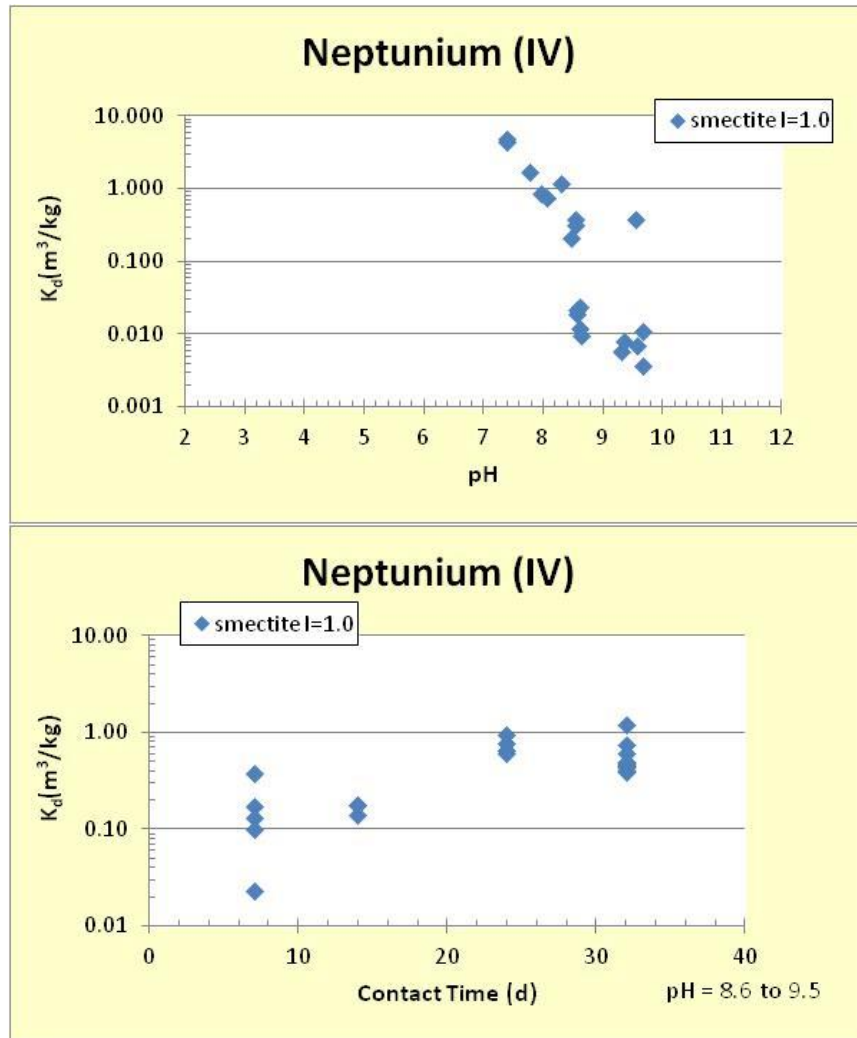 Neptunium (IV)
smectite I=1.0
10.000
1.000
0.100
0.010
0.001
K_d(m³/kg)
2 3 4 5 6 7 8 9 10 11 12
pH
Neptunium (IV)
smectite I=1.0
10.00
1.00
0.10
0.01
K_d(m³/kg)
0 10 20 30 40
Contact Time (d) pH = 8.6 to 9.5